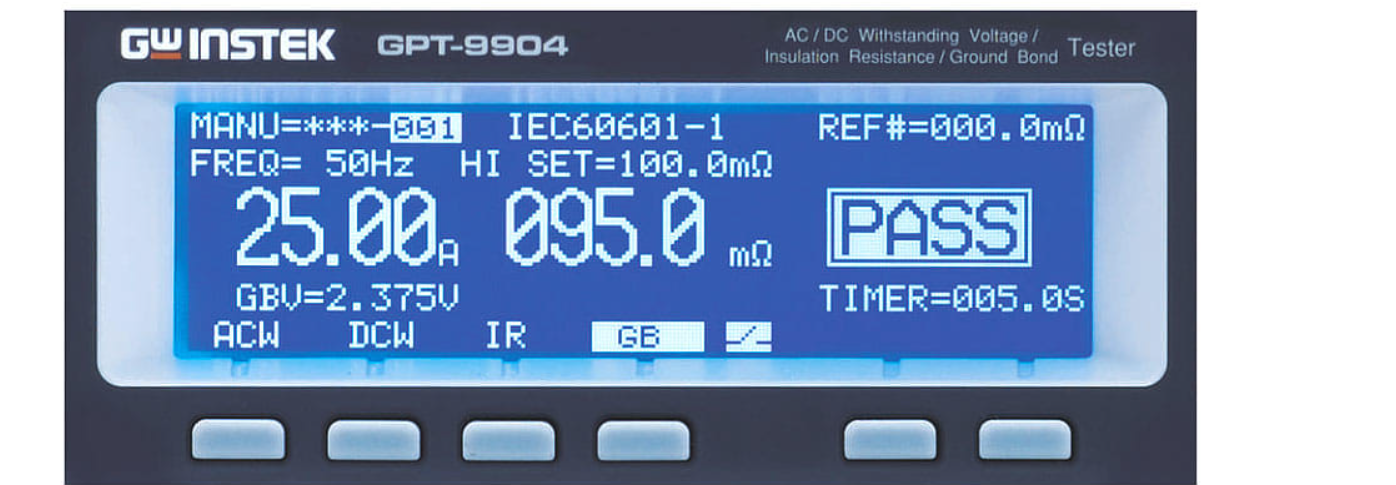 GWINSTEK GPT-9904
AC / DC Withstanding Voltage /
Insulation Resistance / Ground Bond Tester
MANU=***-001 IEC60601-1 REF#=000.0mΩ
FREQ= 50Hz HI SET=100.0mΩ
25.00A 095.0 mΩ PASS
GBV=2.375V TIMER=005.0S
ACW DCW IR GB